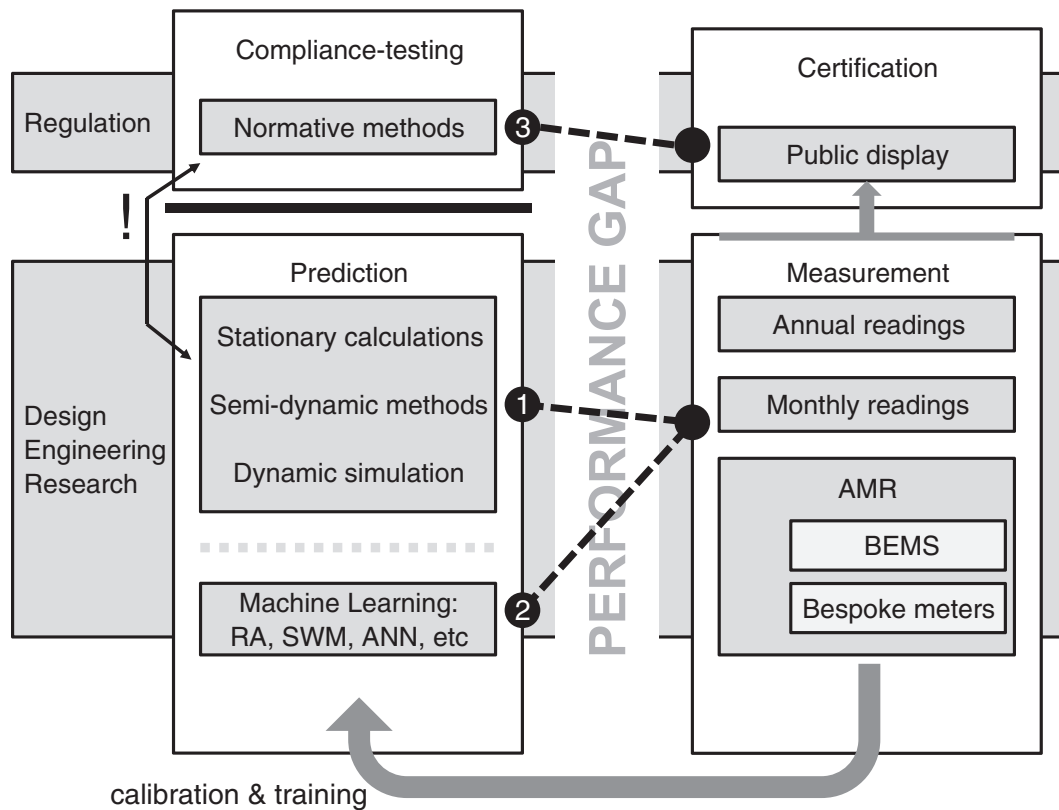 Compliance-testing
Certification
Regulation
Normative methods
3
Public display
!
PERFORMANCE GAP
Prediction
Measurement
Stationary calculations
Annual readings
Semi-dynamic methods
1
Monthly readings
Design
Engineering
Research
Dynamic simulation
AMR
BEMS
Machine Learning:
RA, SWM, ANN, etc
2
Bespoke meters
calibration & training